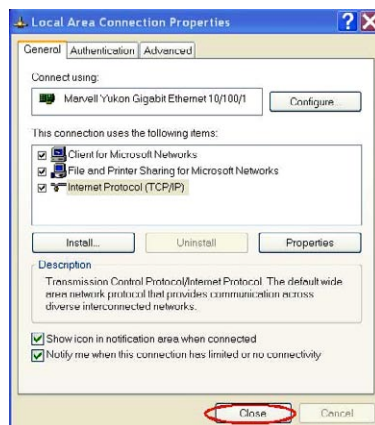 Local Area Connection Properties
General Authentication Advanced
Connect using:
Marvell Yukon Gigabit Ethernet 10/100/1
Configure...
This connection uses the following items:
Client for Microsoft Networks
File and Printer Sharing for Microsoft Networks
Internet Protocol (TCP/IP)
Install... Uninstall Properties
Description
Transmission Control Protocol/Internet Protocol. The default wide
area network protocol that provides communication across
diverse interconnected networks.
Show icon in notification area when connected
Notify me when this connection has limited or no connectivity
Close Cancel